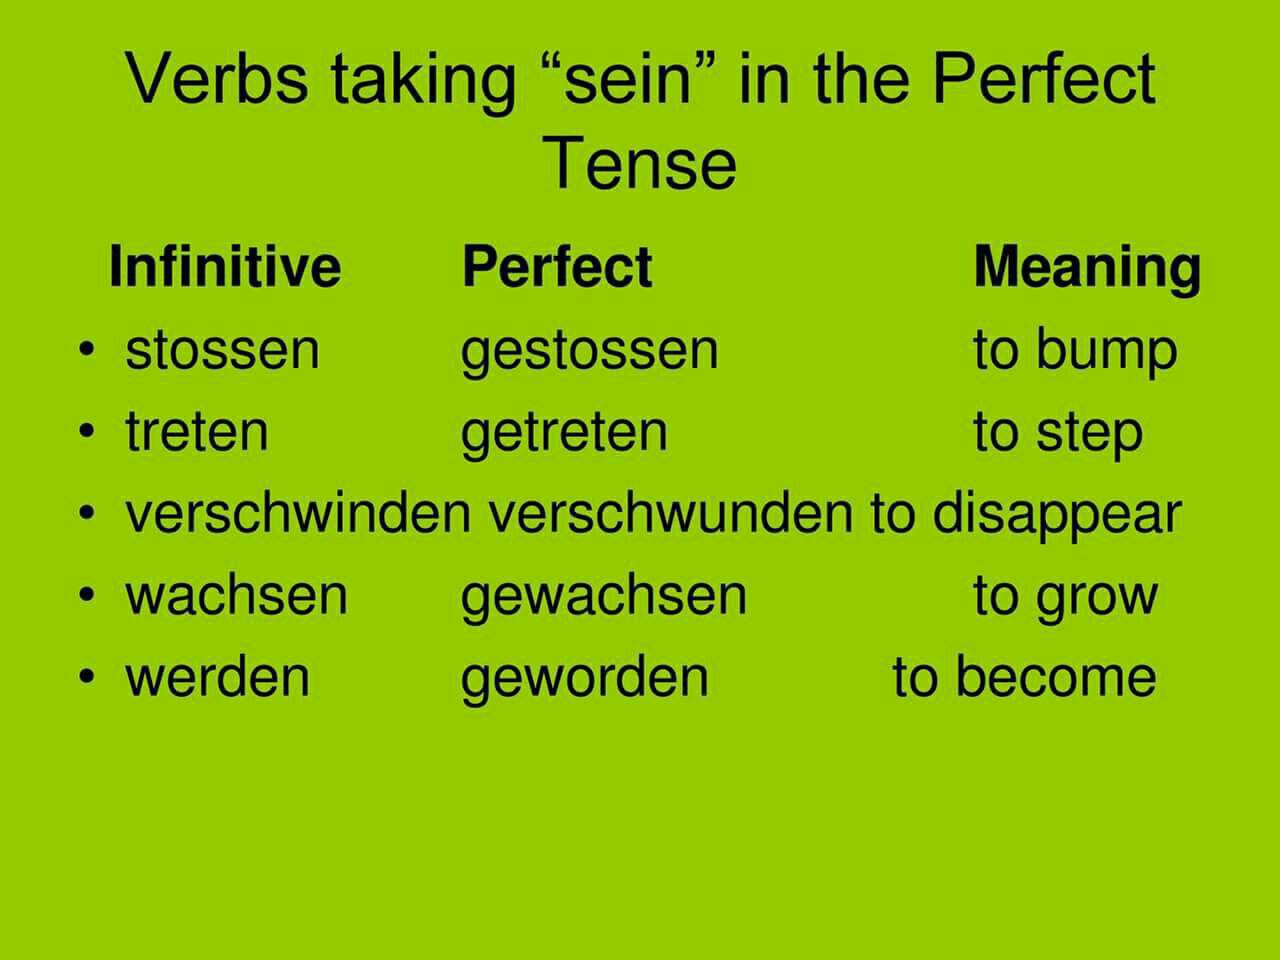 Verbs taking “sein” in the Perfect
Tense
Infinitive Perfect Meaning
• stossen gestossen to bump
• treten getreten to step
• verschwinden verschwunden to disappear
• wachsen gewachsen to grow
• werden geworden to become